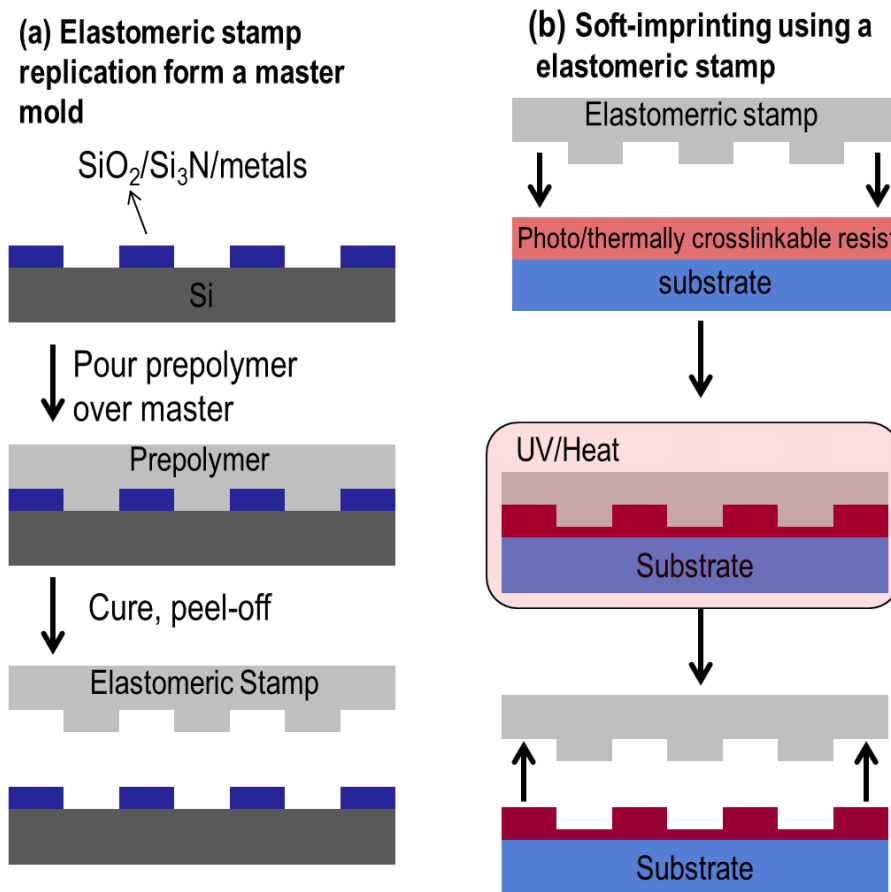 (a) Elastomeric stamp
replication form a master
mold
SiO₂/Si₃N/metals
Si
Pour prepolymer
over master
Prepolymer
Cure, peel-off
Elastomeric Stamp
(b) Soft-imprinting using a
elastomeric stamp
Elastomerric stamp
Photo/thermally crosslinkable resist
substrate
UV/Heat
Substrate
Substrate